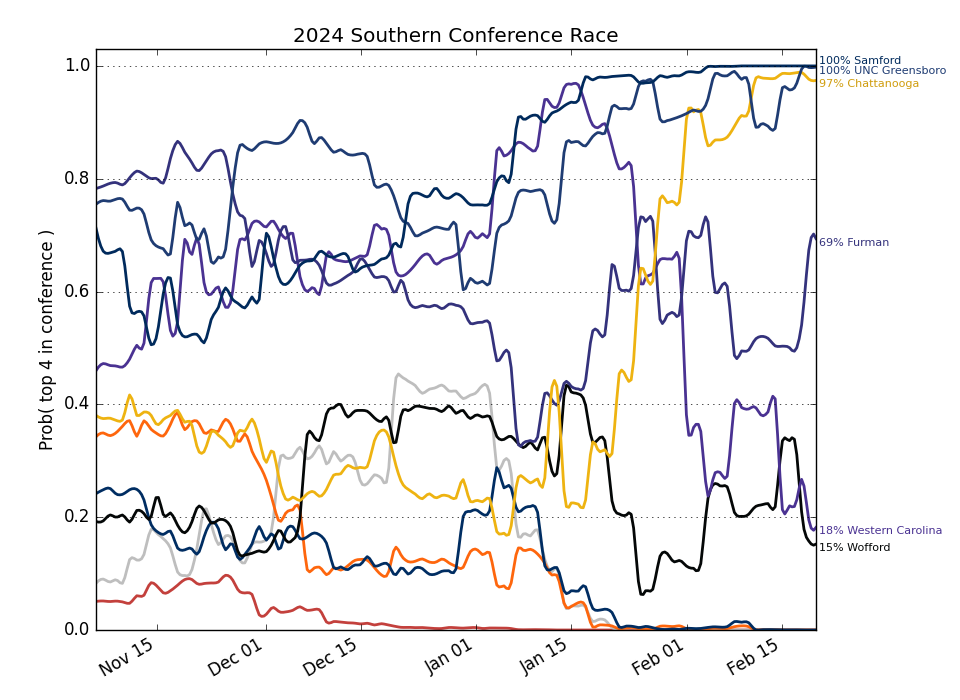 2024 Southern Conference Race
Prob( top 4 in conference )
1.0
0.8
0.6
0.4
0.2
0.0
Nov 15
Dec 01
Dec 15
Jan 01
Jan 15
Feb 01
Feb 15
100% Samford
100% UNC Greensboro
97% Chattanooga
69% Furman
18% Western Carolina
15% Wofford